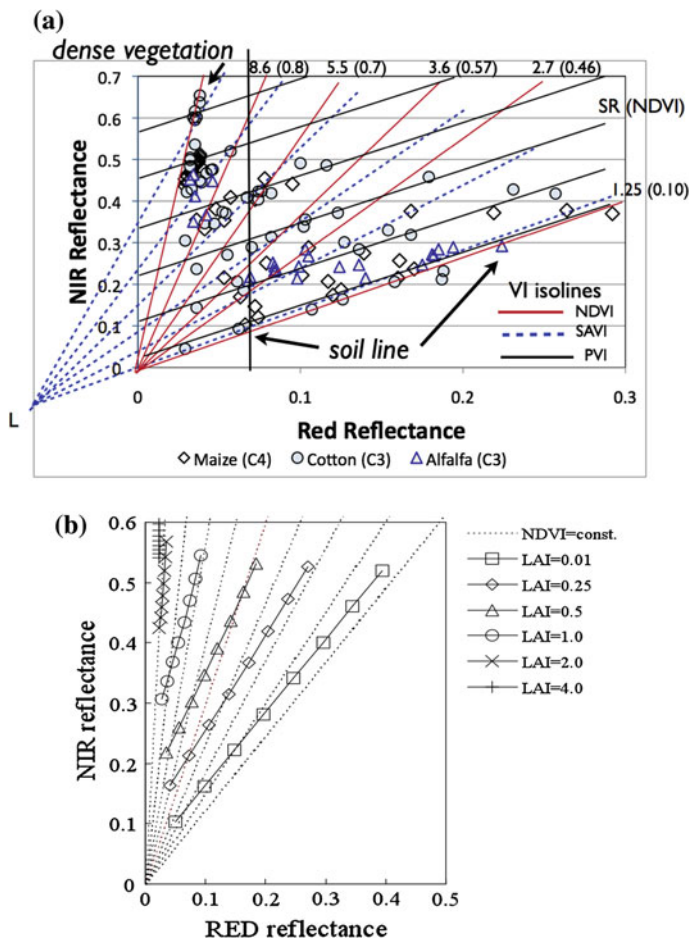 (a)
dense vegetation
8.6 (0.8) 5.5 (0.7) 3.6 (0.57) 2.7 (0.46)
0.7
SR (NDVI)
0.6
0.5
1.25 (0.10)
0.4
NIR Reflectance
0.3
VI isolines
0.2
NDVI
SAVI
0.1
soil line
PVI
0
L
0 0.1 0.2 0.3
Red Reflectance
Maize (C4) Cotton (C3) Alfalfa (C3)
(b)
0.6
NDVI=const.
LAI=0.01
0.5
LAI=0.25
LAI=0.5
0.4
LAI=1.0
LAI=2.0
LAI=4.0
0.3
NIR reflectance
0.2
0.1
0
0 0.1 0.2 0.3 0.4 0.5
RED reflectance